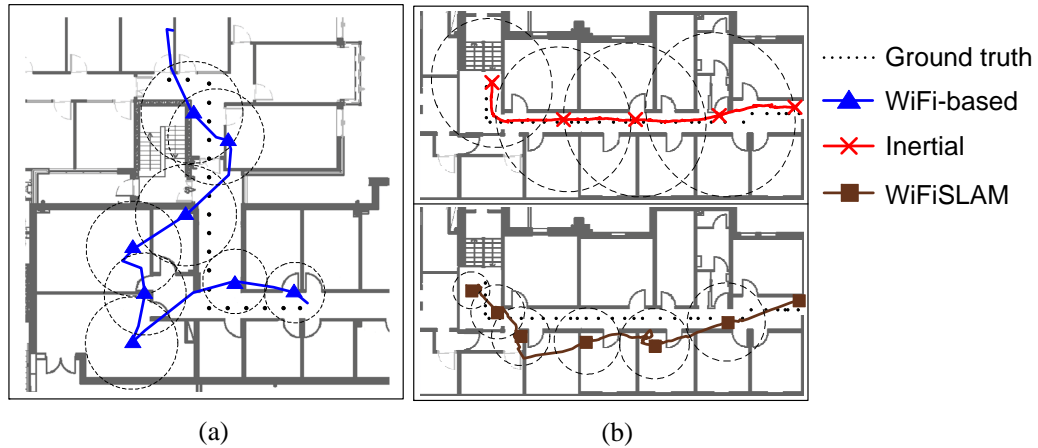 Ground truth
WiFi-based
Inertial
WiFiSLAM
(a)
(b)